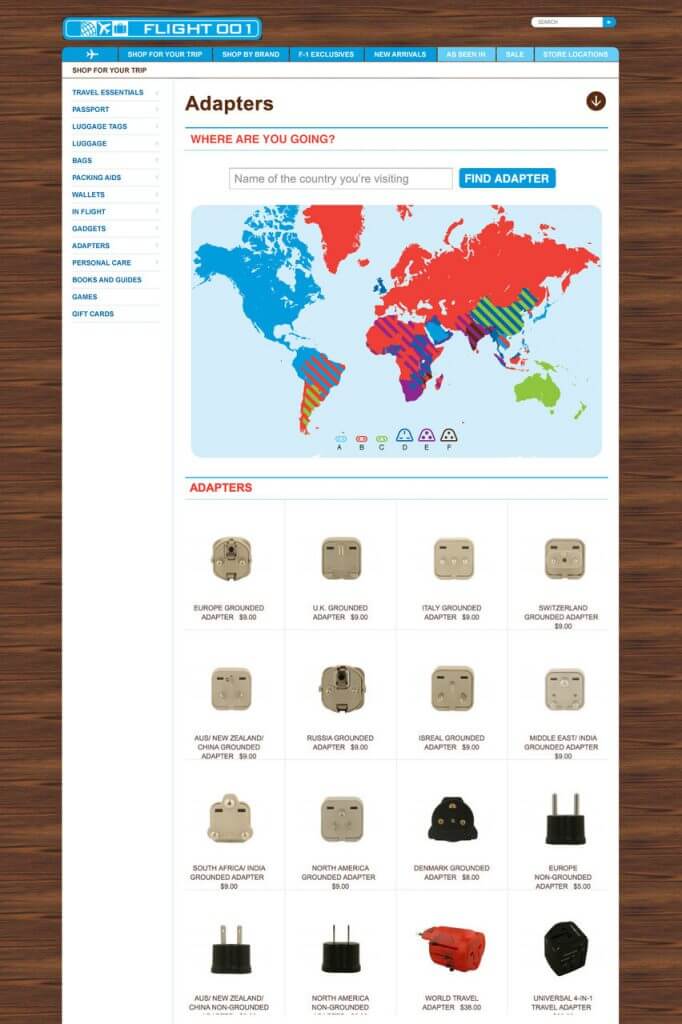 FLIGHT 001
SEARCH
SHOP FOR YOUR TRIP
SHOP BY BRAND
F-1 EXCLUSIVES
NEW ARRIVALS
AS SEEN IN
SALE
STORE LOCATIONS
SHOP FOR YOUR TRIP
TRAVEL ESSENTIALS
PASSPORT
LUGGAGE TAGS
LUGGAGE
BAGS
PACKING AIDS
WALLETS
IN FLIGHT
GADGETS
ADAPTERS
PERSONAL CARE
BOOKS AND GUIDES
GAMES
GIFT CARDS
Adapters
WHERE ARE YOU GOING?
Name of the country you're visiting
FIND ADAPTER
A B C D E F
ADAPTERS
EUROPE GROUNDED
ADAPTER $9.00
U.K. GROUNDED
ADAPTER $9.00
ITALY GROUNDED
ADAPTER $9.00
SWITZERLAND
GROUNDED ADAPTER
$9.00
AUS/ NEW ZEALAND/
CHINA GROUNDED
ADAPTER $9.00
RUSSIA GROUNDED
ADAPTER $9.00
ISREAL GROUNDED
ADAPTER $9.00
MIDDLE EAST/ INDIA
GROUNDED ADAPTER
$9.00
SOUTH AFRICA/ INDIA
GROUNDED ADAPTER
$9.00
NORTH AMERICA
GROUNDED ADAPTER
$9.00
DENMARK GROUNDED
ADAPTER $8.00
EUROPE
NON-GROUNDED
ADAPTER $5.00
AUS/ NEW ZEALAND/
CHINA NON-GROUNDED
NORTH AMERICA
NON-GROUNDED
WORLD TRAVEL
ADAPTER $38.00
UNIVERSAL 4-IN-1
TRAVEL ADAPTER